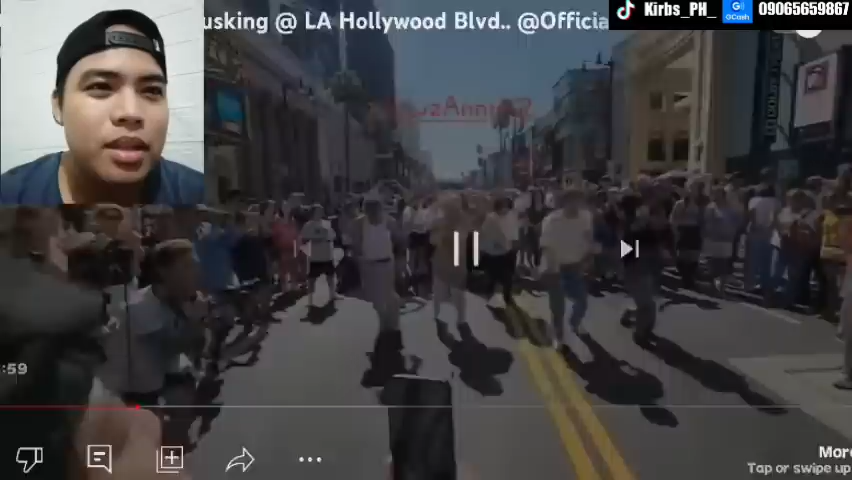 usking @ LA Hollywood Blvd.. @Officia
Kirbs_PH_
GCash
09065659867
:59
More
Tap or swipe up